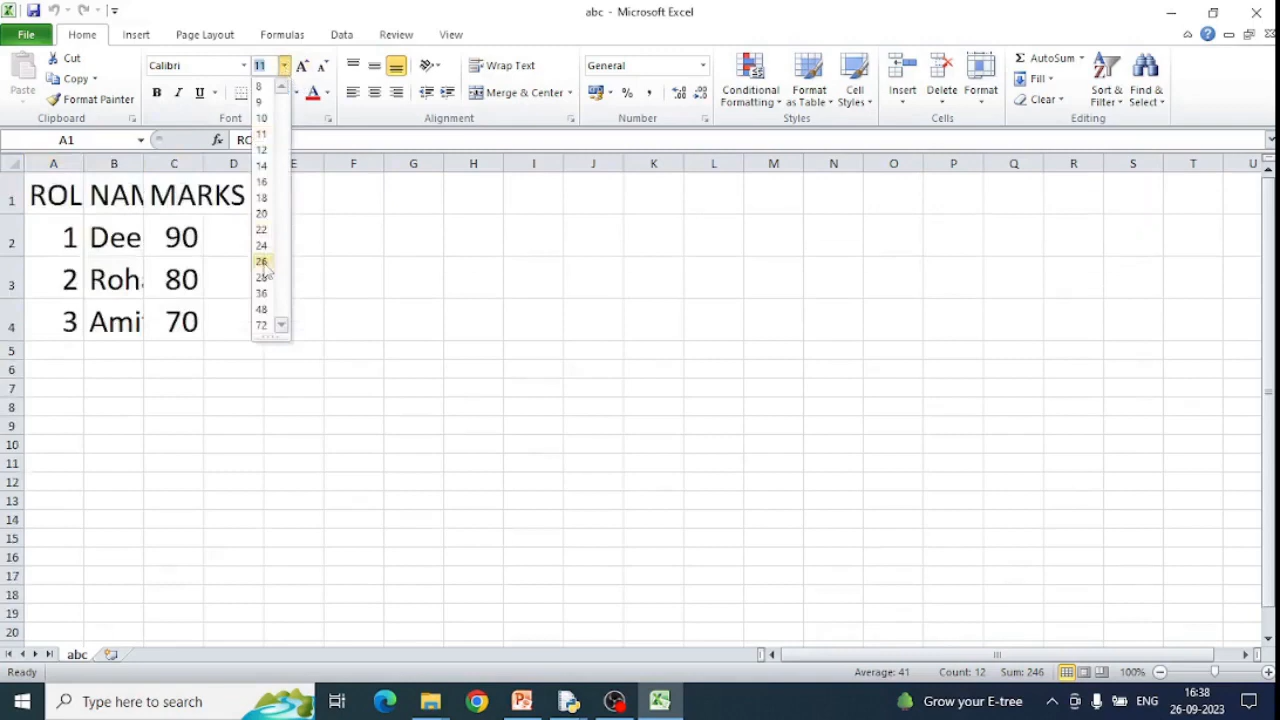 abc - Microsoft Excel
File Home Insert Page Layout Formulas Data Review View
Paste
Cut
Copy
Format Painter
Clipboard
Calibri 11
B I U
Font
Wrap Text
Merge & Center
Alignment
General
% ,
Number
Conditional Formatting
Format as Table
Cell Styles
Styles
Insert Delete Format
Cells
AutoSum
Fill
Clear
Sort & Filter
Find & Select
Editing
8
9
10
11
12
14
16
18
20
22
24
26
28
36
48
72
A1 fx RO
A B C D E F G H I J K L M N O P Q R S T U
1 ROL NAM MARKS
2 1 Dee 90
3 2 Roha 80
4 3 Ami 70
5
6
7
8
9
10
11
12
13
14
15
16
17
18
19
20
abc
Ready Average: 41 Count: 12 Sum: 246 100%
Type here to search
Grow your E-tree
ENG
16:38
26-09-2023